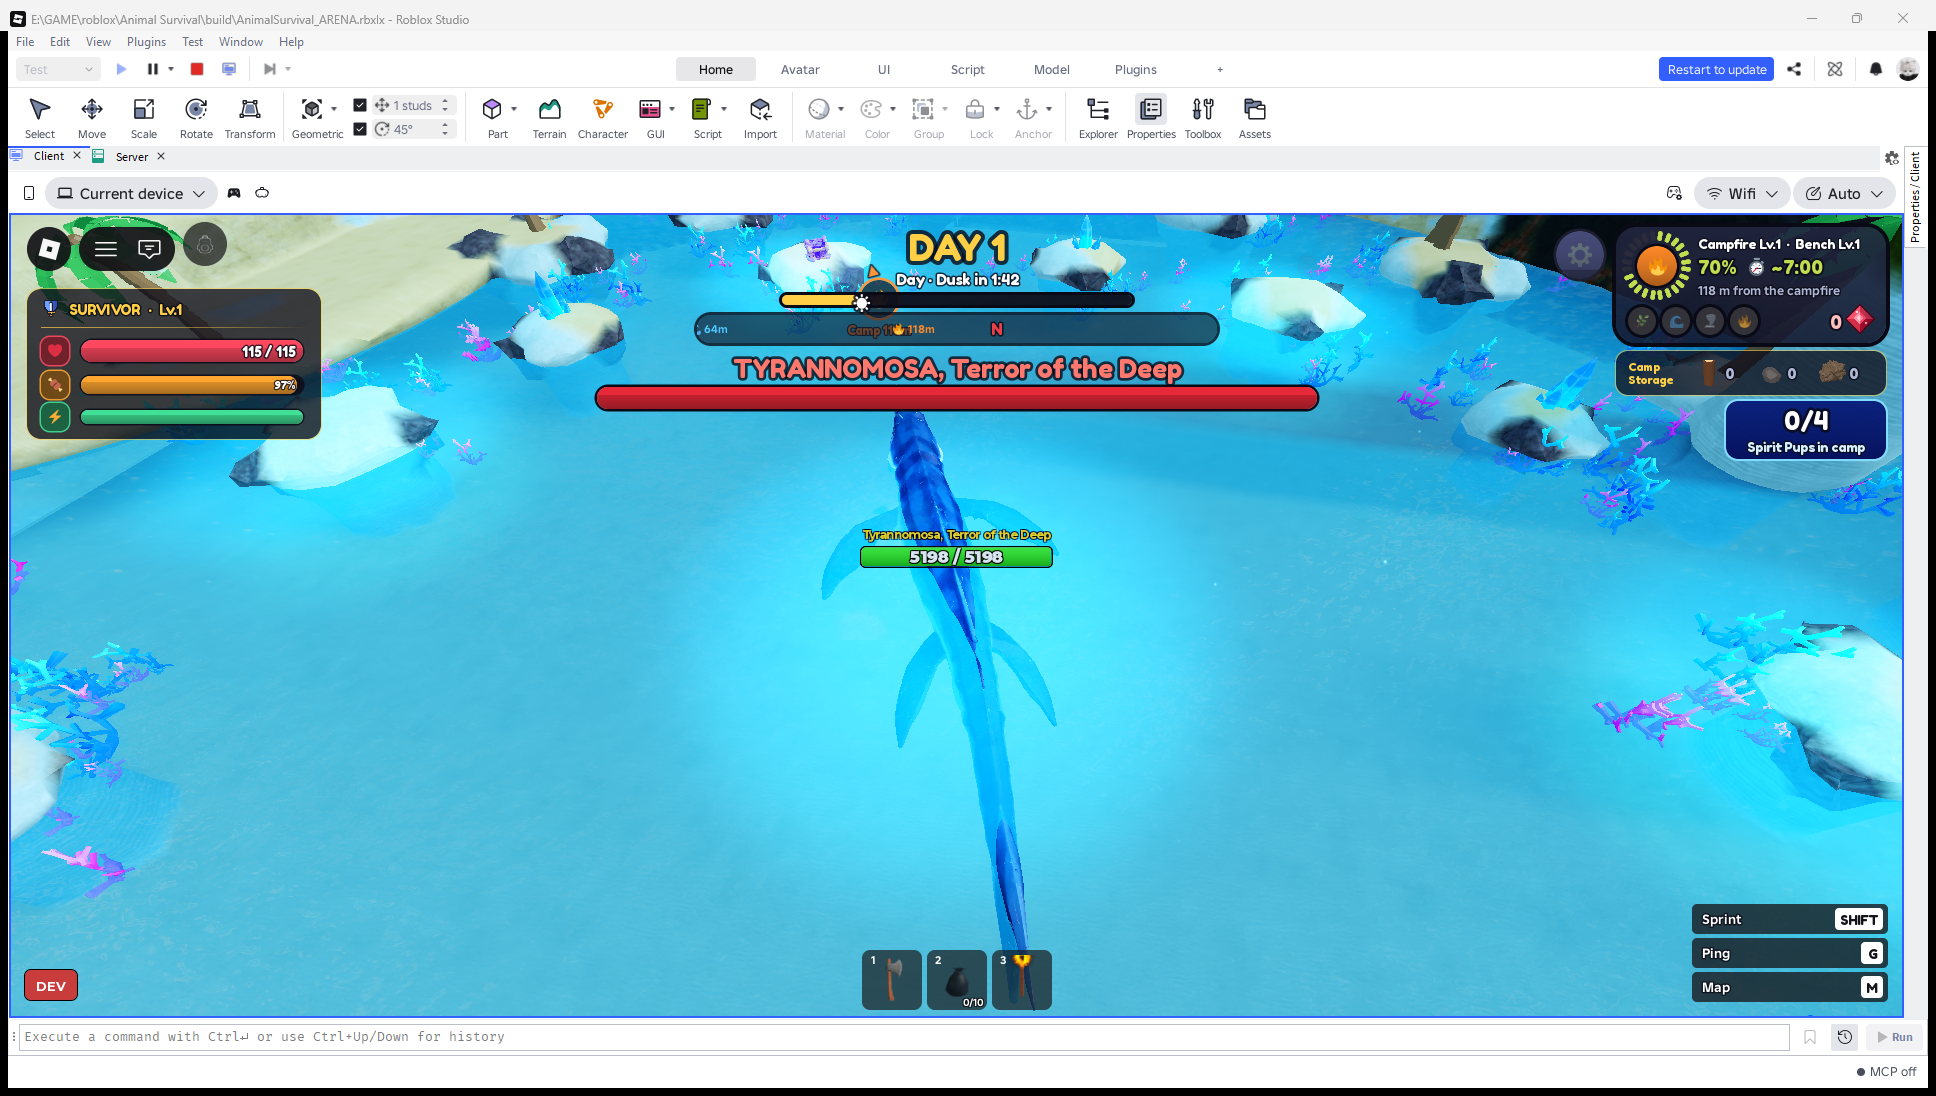 E:\GAME\roblox\Animal Survival\build\AnimalSurvival_ARENA.rbxlx - Roblox Studio
File Edit View Plugins Test Window Help
Test
Home Avatar UI Script Model Plugins +
Restart to update
1 studs
45°
Select Move Scale Rotate Transform Geometric Part Terrain Character GUI Script Import Material Color Group Lock Anchor Explorer Properties Toolbox Assets
Client Server
Properties / Client
Current device
Wifi Auto
DAY 1
Day · Dusk in 1:42
64m
118m
N
TYRANNOMOSA, Terror of the Deep
SURVIVOR · Lv.1
115 / 115
97%
Campfire Lv.1 · Bench Lv.1
70% ~7:00
118 m from the campfire
0
Camp Storage
0 0 0
0/4
Spirit Pups in camp
Tyrannomosa, Terror of the Deep
5198 / 5198
Sprint SHIFT
Ping G
Map M
DEV
1 2 3
0/10
Execute a command with Ctrl↵ or use Ctrl+Up/Down for history
Run
MCP off